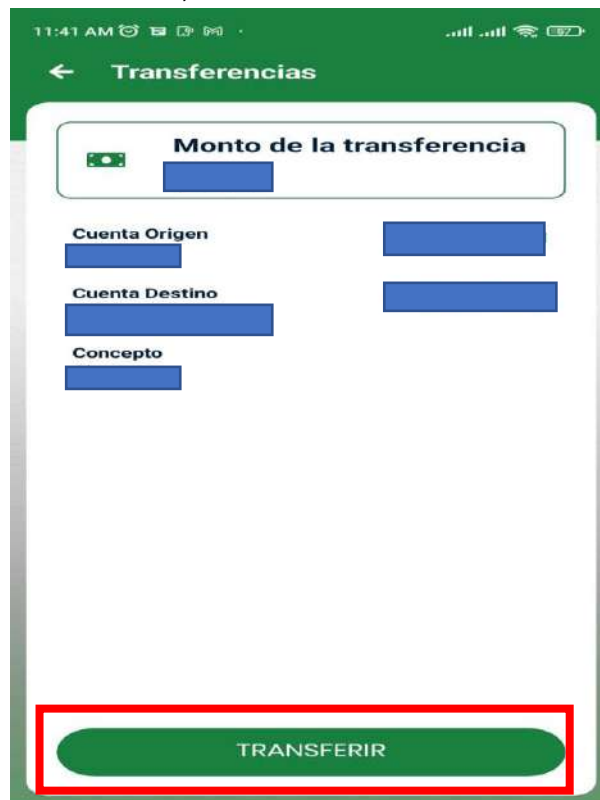 11:41 AM
Transferencias
Monto de la transferencia
Cuenta Origen
Cuenta Destino
Concepto
TRANSFERIR